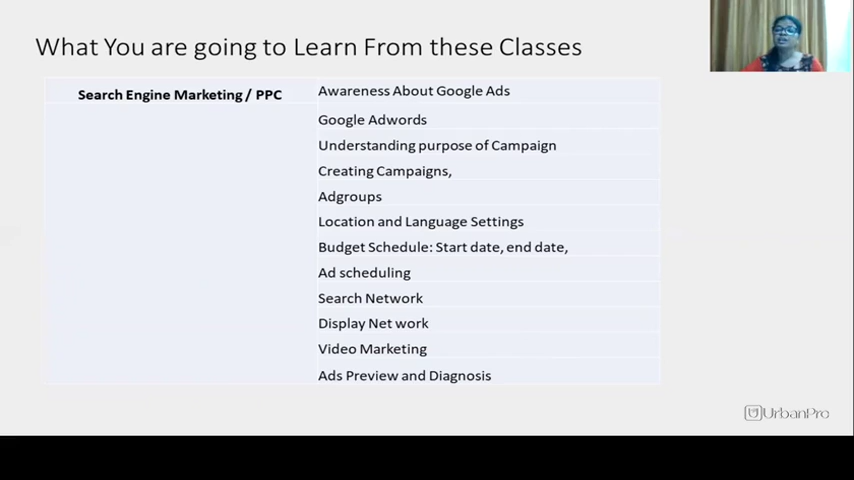 What You are going to Learn From these Classes
Search Engine Marketing / PPC
Awareness About Google Ads
Google Adwords
Understanding purpose of Campaign
Creating Campaigns,
Adgroups
Location and Language Settings
Budget Schedule: Start date, end date,
Ad scheduling
Search Network
Display Net work
Video Marketing
Ads Preview and Diagnosis
UrbanPro